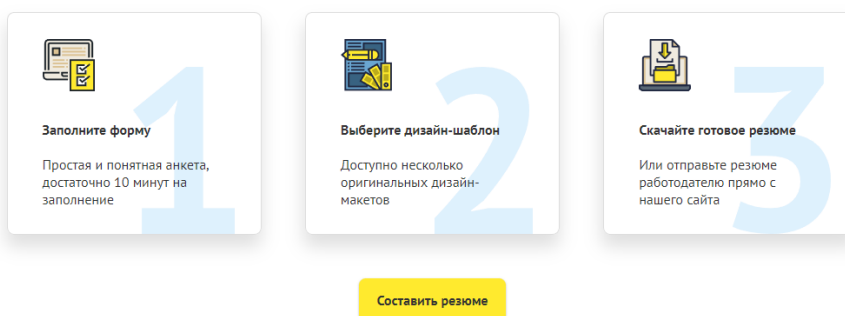 1
Заполните форму
Простая и понятная анкета,
достаточно 10 минут на
заполнение
2
Выберите дизайн-шаблон
Доступно несколько
оригинальных дизайн-
макетов
3
Скачайте готовое резюме
Или отправьте резюме
работодателю прямо с
нашего сайта
Составить резюме